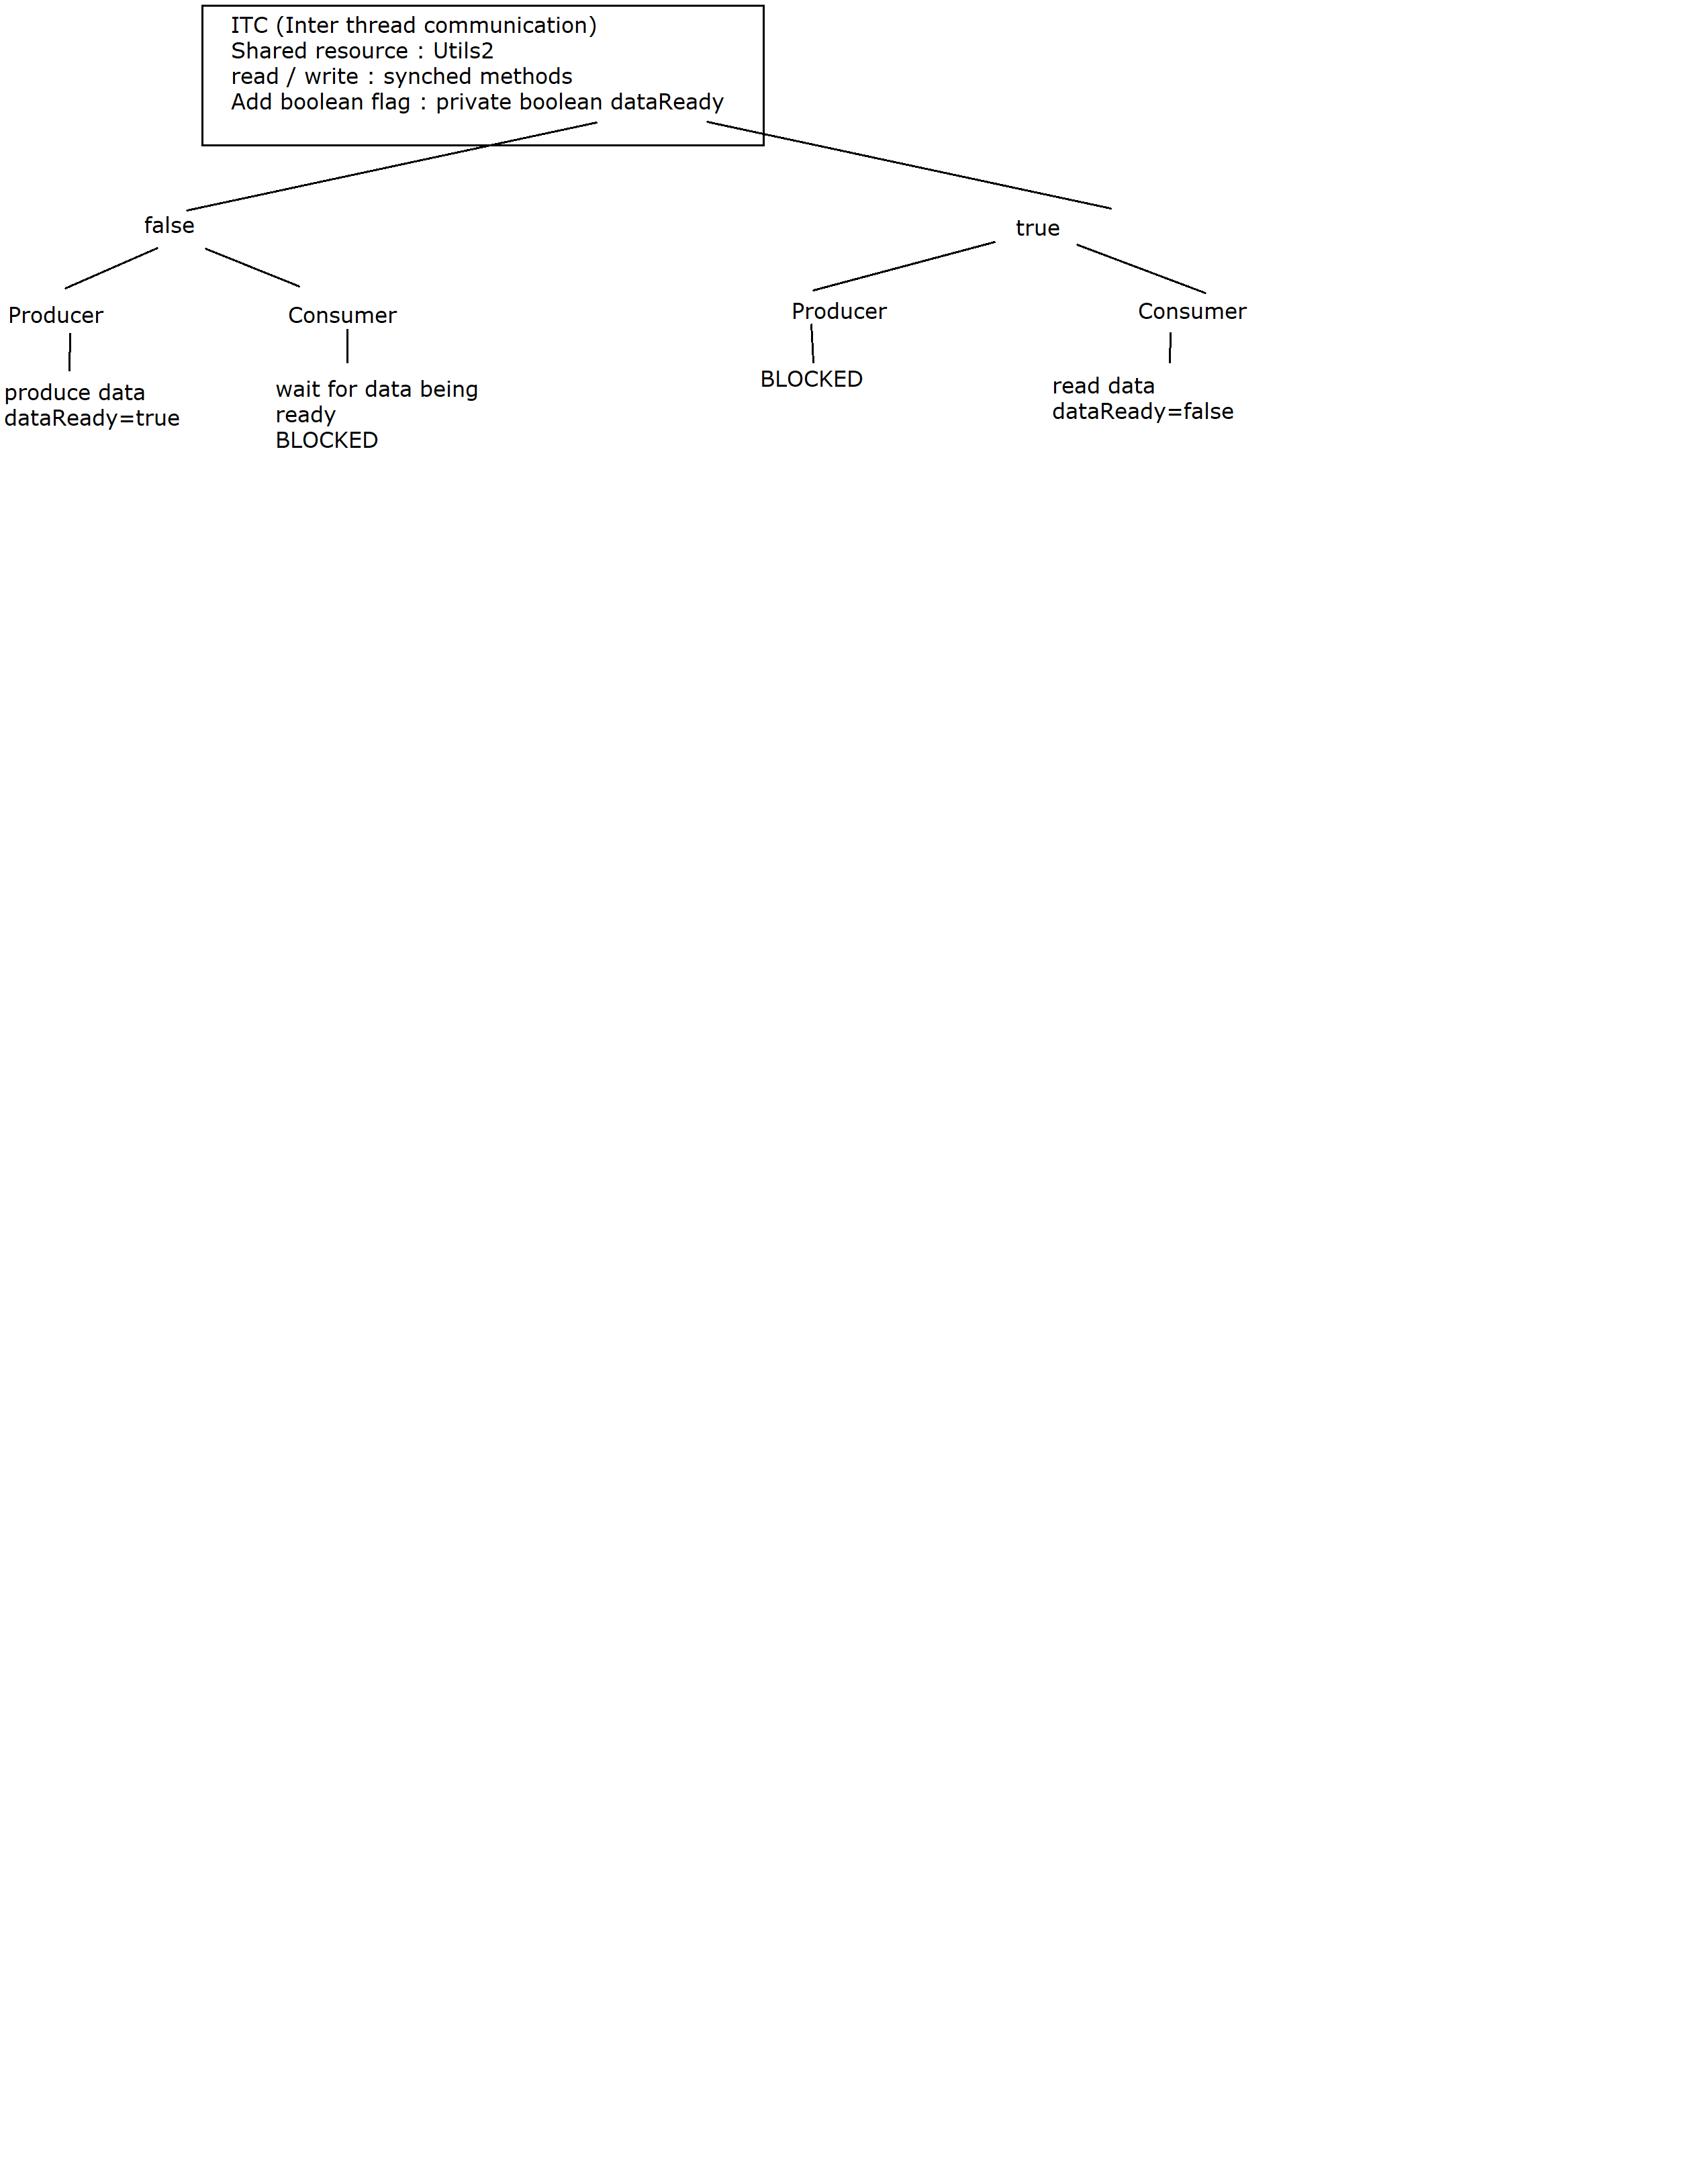 ITC (Inter thread communication)
Shared resource : Utils2
read / write : synched methods
Add boolean flag : private boolean dataReady
false
true
Producer
Consumer
Producer
Consumer
produce data
dataReady=true
wait for data being
ready
BLOCKED
BLOCKED
read data
dataReady=false